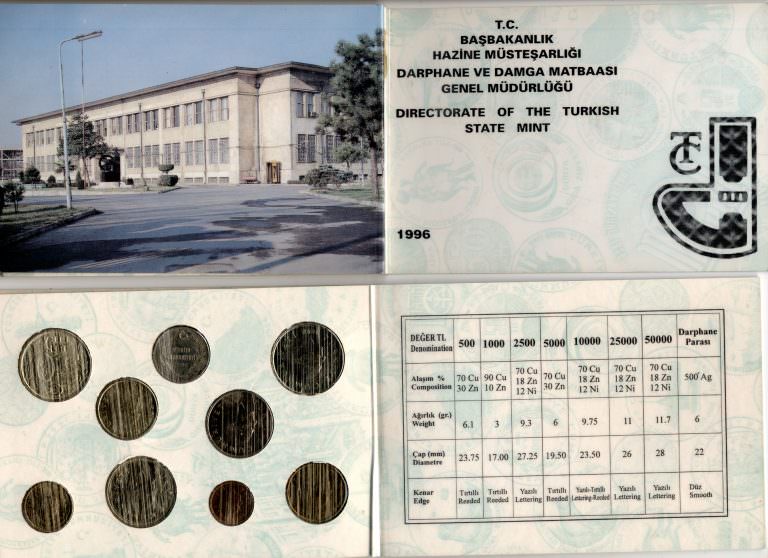 T.C.
BAŞBAKANLIK
HAZİNE MÜSTEŞARLIĞI
DARPHANE VE DAMGA MATBAASI
GENEL MÜDÜRLÜĞÜ
DIRECTORATE OF THE TURKISH
STATE MINT
TC
1996
DEĞER TL Denomination 500 1000 2500 5000 10000 25000 50000 Darphane Parası
Alaşım % Composition 70 Cu 30 Zn 90 Cu 10 Zn 70 Cu 18 Zn 12 Ni 70 Cu 30 Zn 70 Cu 18 Zn 12 Ni 70 Cu 18 Zn 12 Ni 70 Cu 18 Zn 12 Ni 500 Ag
Ağırlık (gr.) Weight 6.1 3 9.3 6 9.75 11 11.7 6
Çap (mm) Diametre 23.75 17.00 27.25 19.50 23.50 26 28 22
Kenar Edge Tırtıllı Reeded Tırtıllı Reeded Yazılı Lettering Tırtıllı Reeded Yazılı-Tırtıllı Lettering-Reeded Yazılı Lettering Yazılı Lettering Düz Smooth